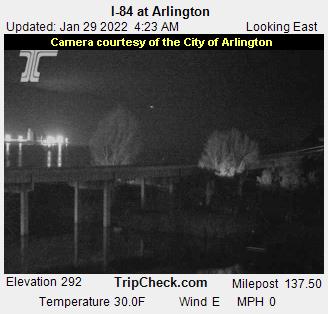 I-84 at Arlington
Updated: Jan 29 2022 4:23 AM Looking East
Camera courtesy of the City of Arlington
Elevation 292 TripCheck.com Milepost 137.50
Temperature 30.0F Wind E MPH 0